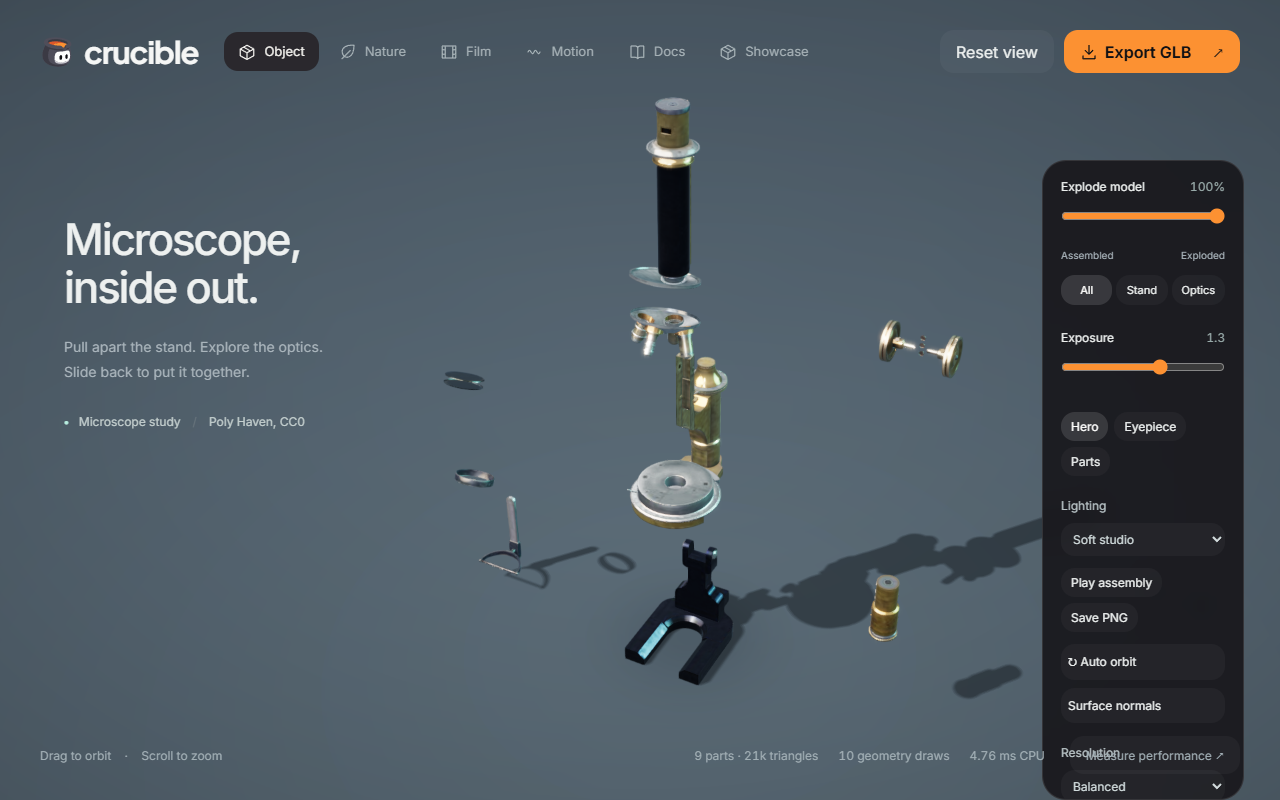 crucible
Object
Nature
Film
Motion
Docs
Showcase
Reset view
Export GLB ↗
Microscope,
inside out.
Pull apart the stand. Explore the optics.
Slide back to put it together.
• Microscope study / Poly Haven, CC0
Explode model 100%
Assembled Exploded
All Stand Optics
Exposure 1.3
Hero Eyepiece
Parts
Lighting
Soft studio
Play assembly
Save PNG
↻ Auto orbit
Surface normals
Resolution
Balanced
Drag to orbit · Scroll to zoom
9 parts · 21k triangles 10 geometry draws 4.76 ms CPU
Measure performance ↗